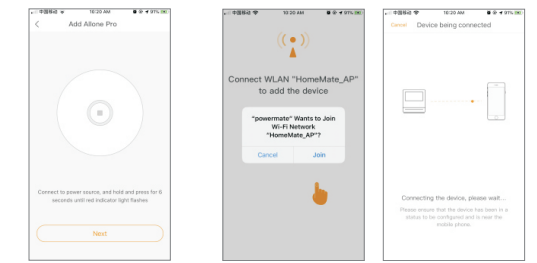 中国移动 10:20 AM 91%
Add Allone Pro
Connect to power source, and hold and press for 6
seconds until red indicator light flashes
Next
中国移动 10:20 AM 91%
Connect WLAN "HomeMate_AP"
to add the device
"powermate" Wants to Join
Wi-Fi Network
"HomeMate_AP"?
Cancel Join
中国移动 10:20 AM 91%
Cancel Device being connected
Connecting the device, please wait...
Please ensure that the device has been in a
status to be configured and is near the
mobile phone.